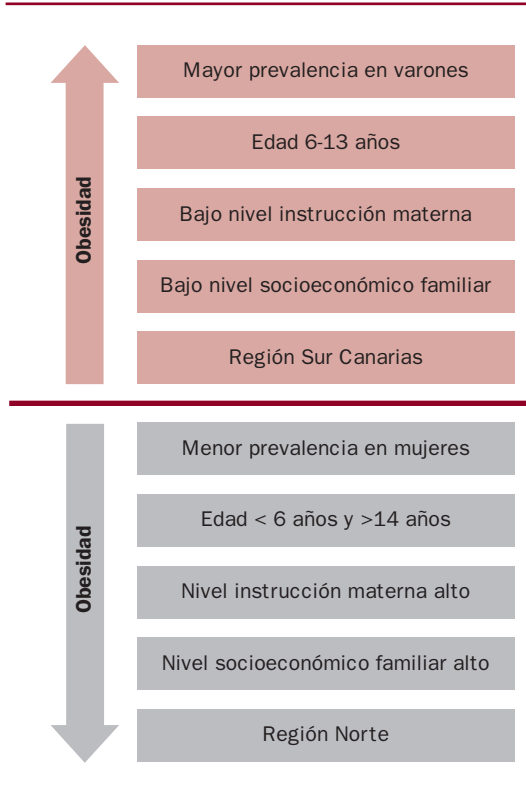 Obesidad
Mayor prevalencia en varones
Edad 6-13 años
Bajo nivel instrucción materna
Bajo nivel socioeconómico familiar
Región Sur Canarias
Obesidad
Menor prevalencia en mujeres
Edad < 6 años y >14 años
Nivel instrucción materna alto
Nivel socioeconómico familiar alto
Región Norte